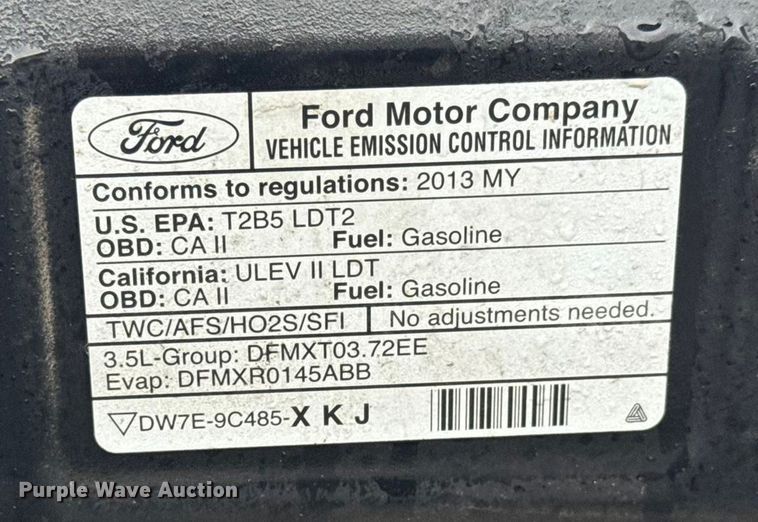 Ford
Ford Motor Company
VEHICLE EMISSION CONTROL INFORMATION
Conforms to regulations: 2013 MY
U.S. EPA: T2B5 LDT2
OBD: CA II Fuel: Gasoline
California: ULEV II LDT
OBD: CA II Fuel: Gasoline
TWC/AFS/HO2S/SFI No adjustments needed.
3.5L-Group: DFMXT03.72EE
Evap: DFMXR0145ABB
DW7E-9C485-X K J
Purple Wave Auction